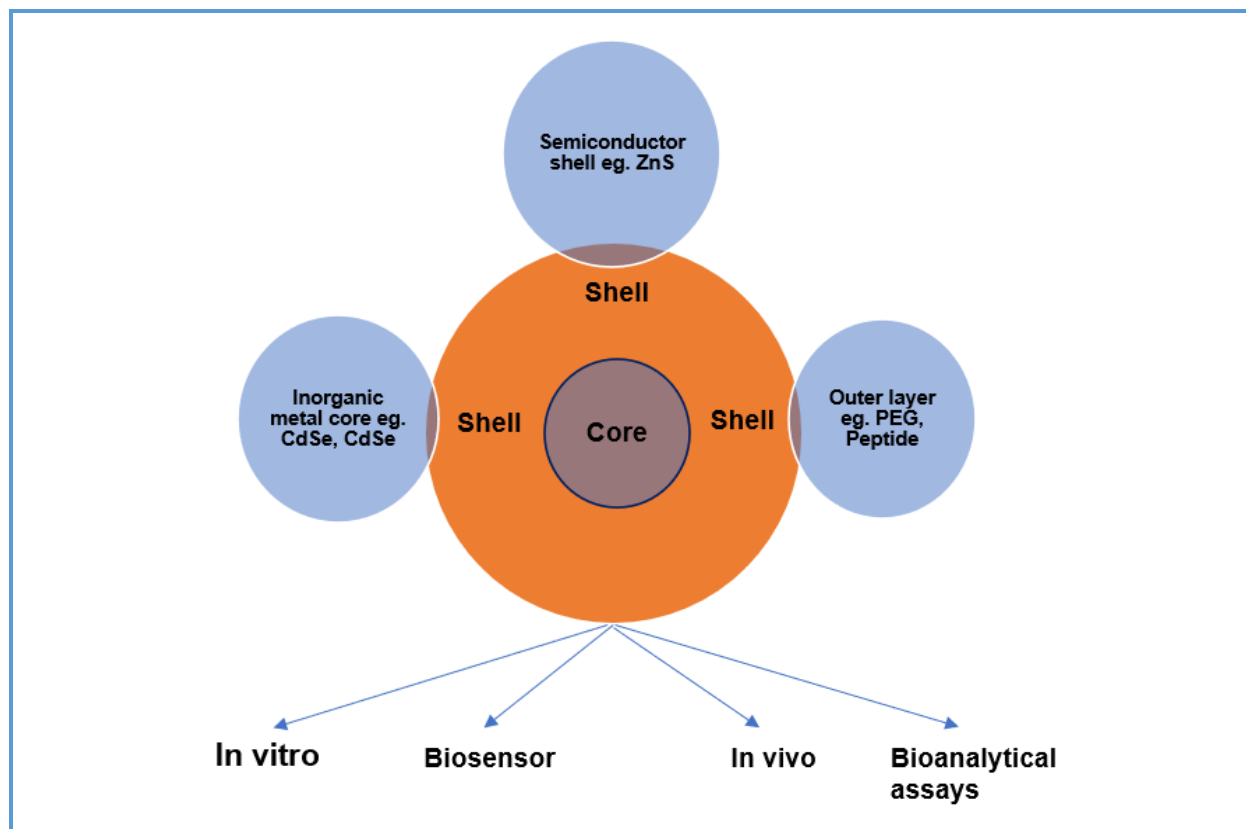 Semiconductor
shell eg. ZnS
Shell
Inorganic
metal core eg.
CdSe, CdSe
Shell
Core
Shell
Outer layer
eg. PEG,
Peptide
In vitro
Biosensor
In vivo
Bioanalytical
assays